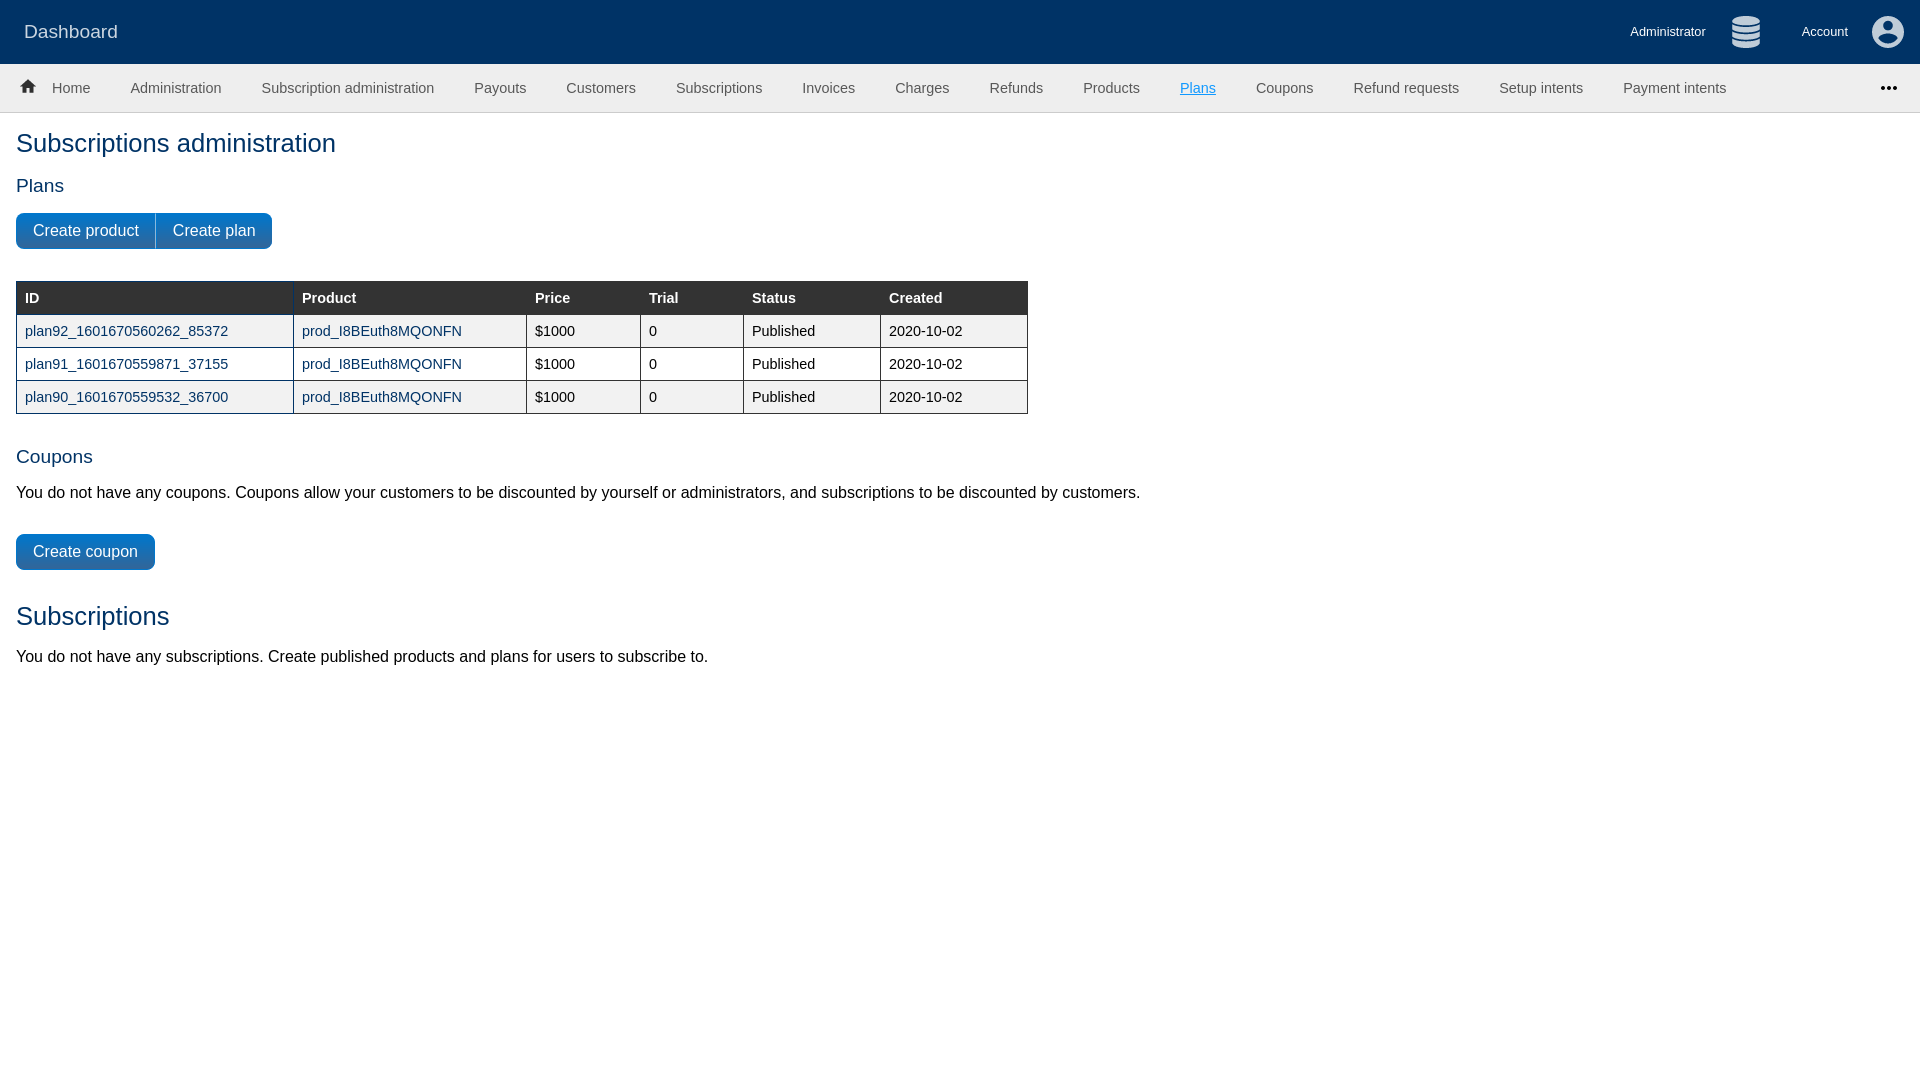 Dashboard Administrator Account
Home Administration Subscription administration Payouts Customers Subscriptions Invoices Charges Refunds Products Plans Coupons Refund requests Setup intents Payment intents
Subscriptions administration
Plans
Create product Create plan
ID Product Price Trial Status Created
plan92_1601670560262_85372 prod_I8BEuth8MQONFN $1000 0 Published 2020-10-02
plan91_1601670559871_37155 prod_I8BEuth8MQONFN $1000 0 Published 2020-10-02
plan90_1601670559532_36700 prod_I8BEuth8MQONFN $1000 0 Published 2020-10-02
Coupons
You do not have any coupons. Coupons allow your customers to be discounted by yourself or administrators, and subscriptions to be discounted by customers.
Create coupon
Subscriptions
You do not have any subscriptions. Create published products and plans for users to subscribe to.